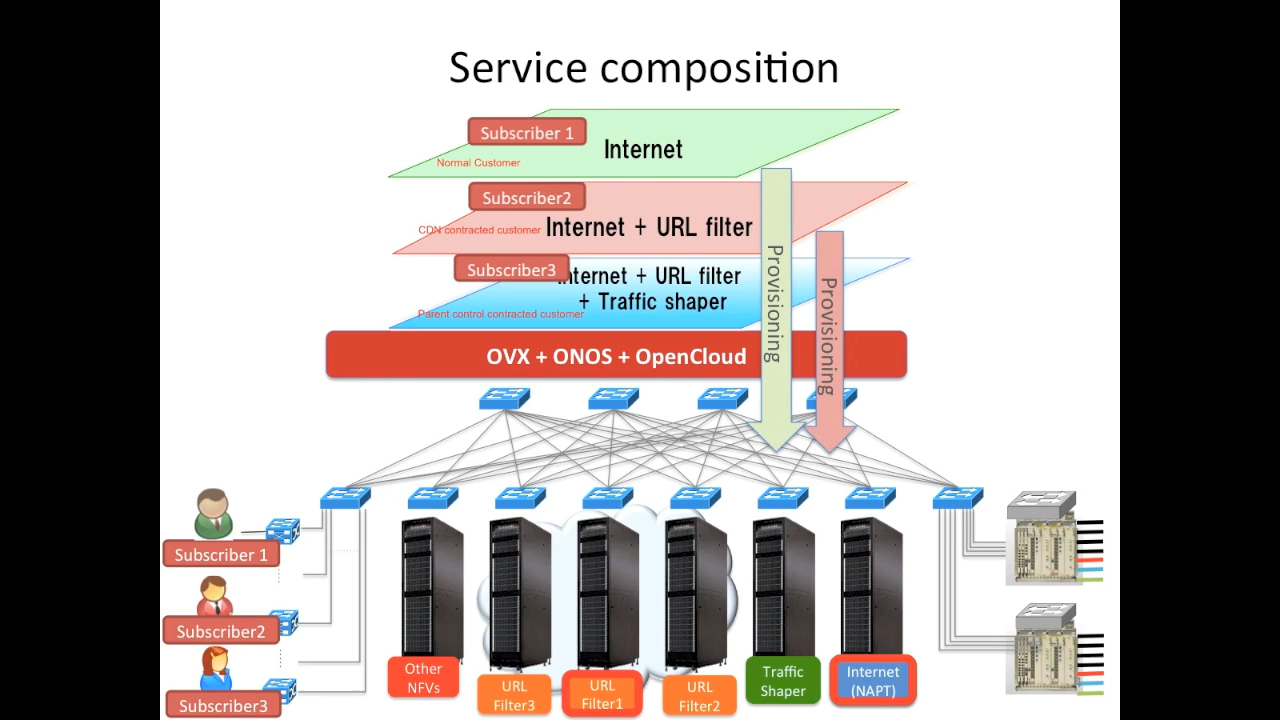 Service composition
Subscriber 1
Internet
Normal Customer
Subscriber2
Internet + URL filter
CDN contracted customer
Subscriber3
Internet + URL filter
+ Traffic shaper
Parent control contracted customer
Provisioning
Provisioning
OVX + ONOS + OpenCloud
Subscriber 1
Subscriber2
Subscriber3
Other
NFVs
URL
Filter3
URL
Filter1
URL
Filter2
Traffic
Shaper
Internet
(NAPT)